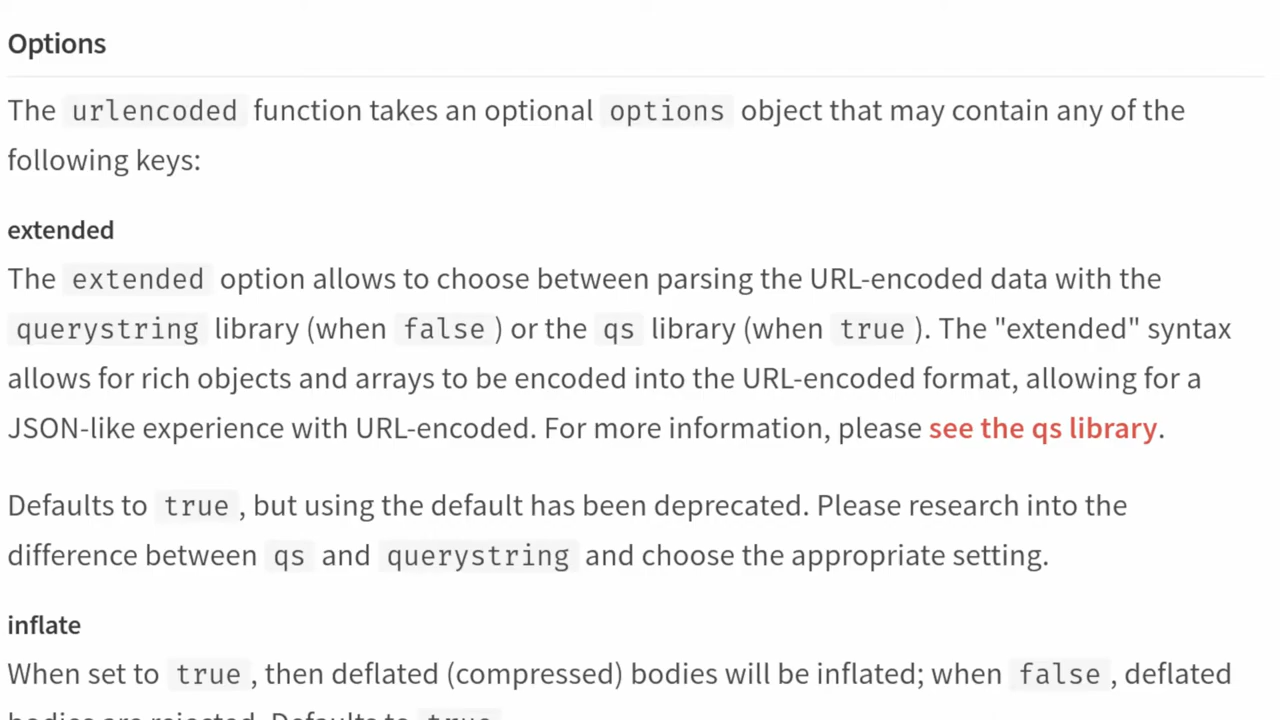 Options
The urlencoded function takes an optional options object that may contain any of the
following keys:
extended
The extended option allows to choose between parsing the URL-encoded data with the
querystring library (when false ) or the qs library (when true ). The "extended" syntax
allows for rich objects and arrays to be encoded into the URL-encoded format, allowing for a
JSON-like experience with URL-encoded. For more information, please see the qs library.
Defaults to true , but using the default has been deprecated. Please research into the
difference between qs and querystring and choose the appropriate setting.
inflate
When set to true , then deflated (compressed) bodies will be inflated; when false , deflated
bodies are rejected. Defaults to true